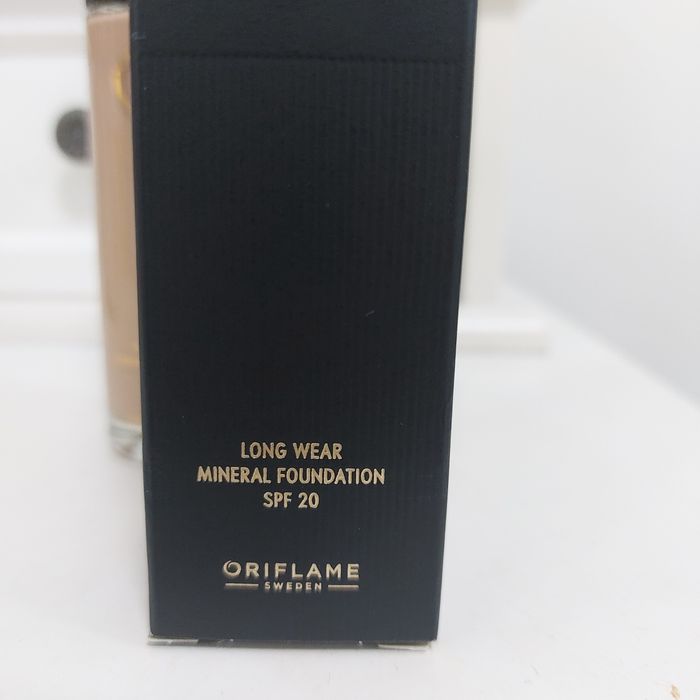 LONG WEAR
MINERAL FOUNDATION
SPF 20
ORIFLAME
SWEDEN